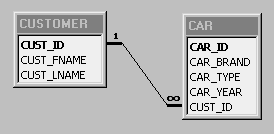 CUSTOMER
CUST_ID
CUST_FNAME
CUST_LNAME
1
∞
CAR
CAR_ID
CAR_BRAND
CAR_TYPE
CAR_YEAR
CUST_ID